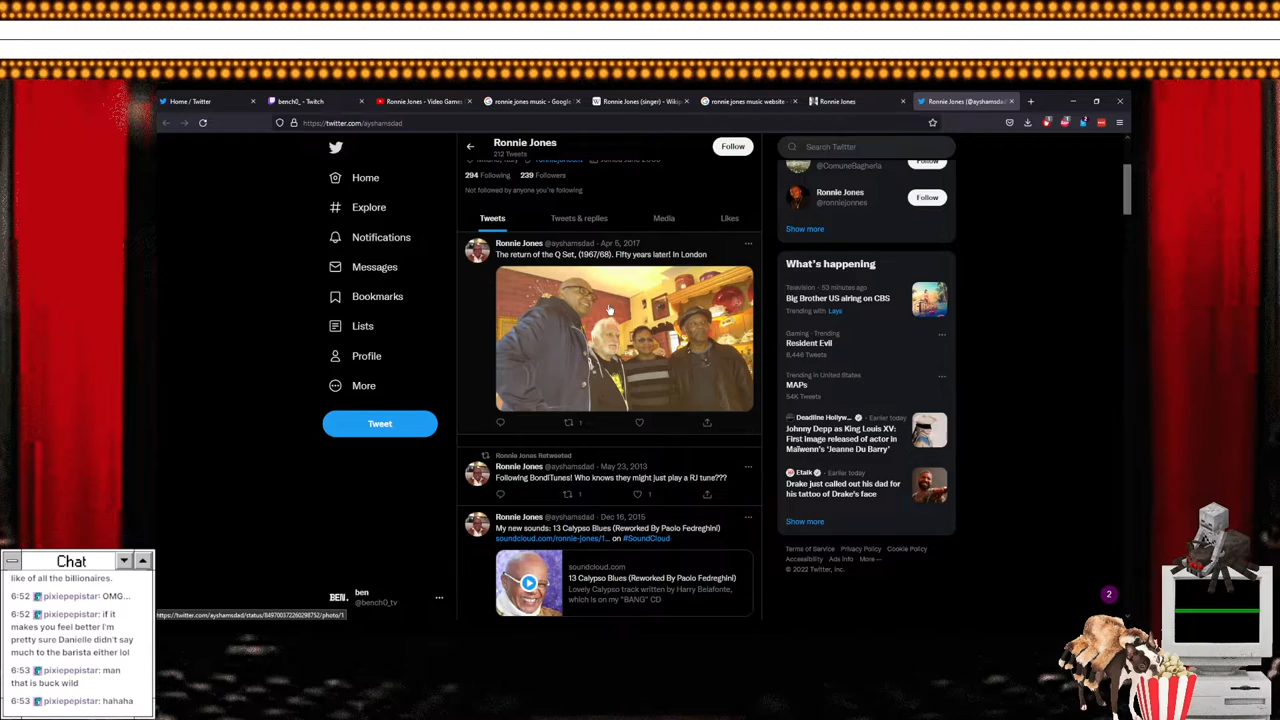 Home / Twitter
bench0_ - Twitch
Ronnie Jones - Video Games
ronnie jones music - Google
Ronnie Jones (singer) - Wikip
ronnie jones music website
Ronnie Jones
Ronnie Jones (@ayshamsdad
https://twitter.com/ayshamsdad
Home
Explore
Notifications
Messages
Bookmarks
Lists
Profile
More
Tweet
ben
@bench0_tv
https://twitter.com/ayshamsdad/status/849700372260298752/photo/1
Ronnie Jones
212 Tweets
Follow
294 Following 239 Followers
Not followed by anyone you're following
Tweets
Tweets & replies
Media
Likes
Ronnie Jones @ayshamsdad · Apr 5, 2017
The return of the Q Set, (1967/68). Fifty years later! In London
1
Ronnie Jones Retweeted
Ronnie Jones @ayshamsdad · May 23, 2013
Following BondiTunes! Who knows they might just play a RJ tune???
1
1
Ronnie Jones @ayshamsdad · Dec 16, 2015
My new sounds: 13 Calypso Blues (Reworked By Paolo Fedreghini)
soundcloud.com/ronnie-jones/1... on #SoundCloud
soundcloud.com
13 Calypso Blues (Reworked By Paolo Fedreghini)
Lovely Calypso track written by Harry Belafonte,
which is on my "BANG" CD
Search Twitter
@ComuneBagheria
Ronnie Jones
@ronniejonnes
Follow
Show more
What's happening
Television · 53 minutes ago
Big Brother US airing on CBS
Trending with Lays
Gaming · Trending
Resident Evil
8,446 Tweets
Trending in United States
MAPs
54K Tweets
Deadline Hollyw... · Earlier today
Johnny Depp as King Louis XV:
First Image released of actor in
Maïwenn's 'Jeanne Du Barry'
Etalk · Earlier today
Drake just called out his dad for
his tattoo of Drake's face
Show more
Terms of Service Privacy Policy Cookie Policy
Accessibility Ads info More ···
© 2022 Twitter, Inc.
2
Chat
like of all the billionaires.
6:52 pixiepepistar: OMG...
6:52 pixiepepistar: if it
makes you feel better I'm
pretty sure Danielle didn't say
much to the barista either lol
6:53 pixiepepistar: man
that is buck wild
6:53 pixiepepistar: hahaha